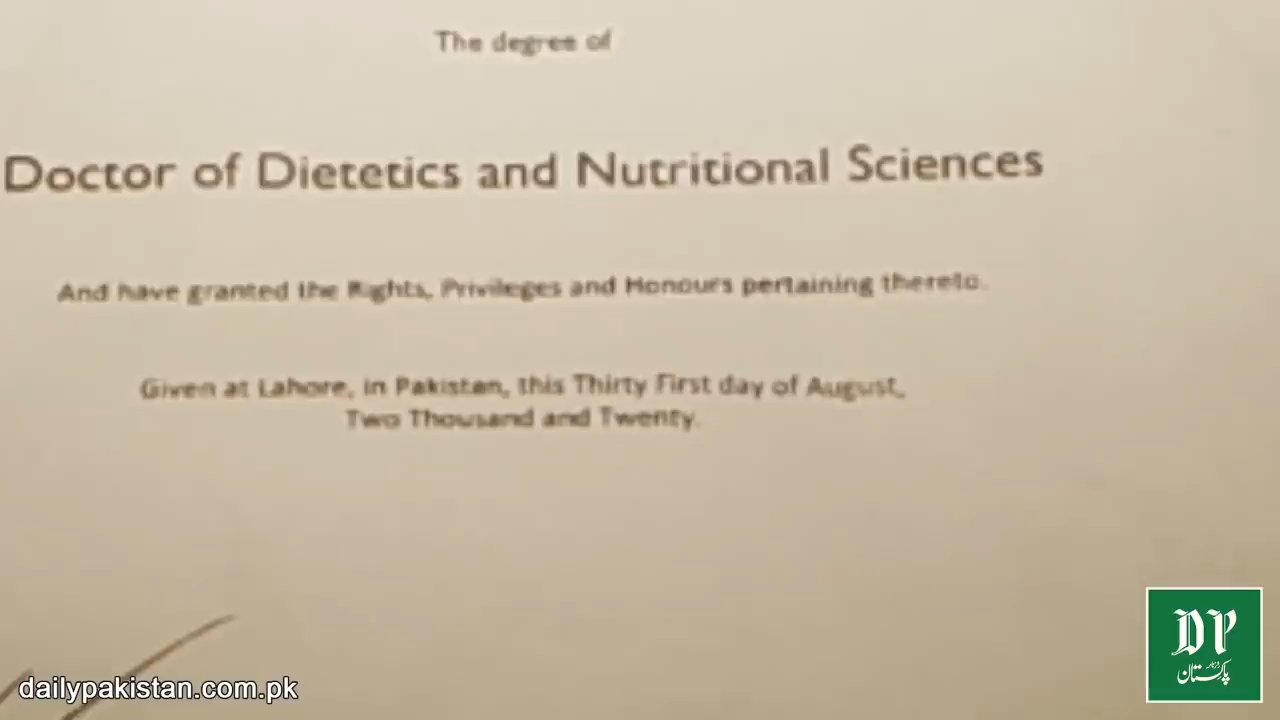 The degree of
Doctor of Dietetics and Nutritional Sciences
And have granted the Rights, Privileges and Honours pertaining thereto.
Given at Lahore, in Pakistan, this Thirty First day of August,
Two Thousand and Twenty.
DP
روزنامہ
پاکستان
dailypakistan.com.pk